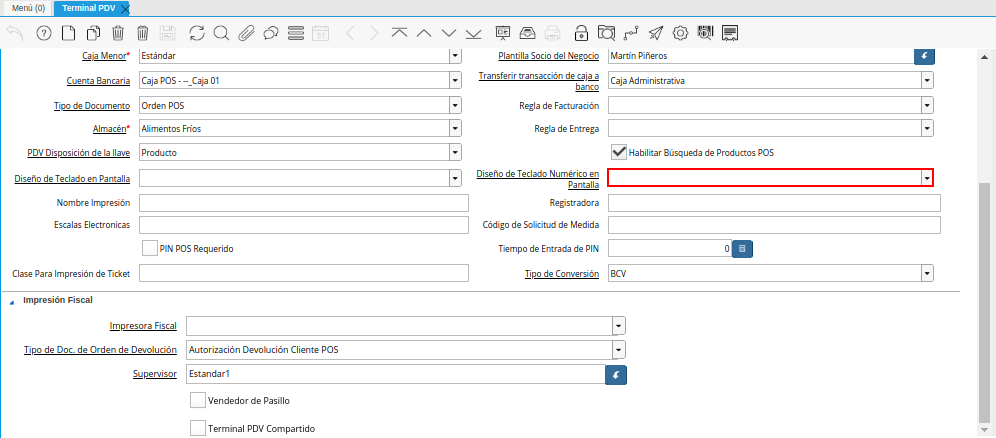 Menú (0)
Terminal PDV
Caja Menor* Estándar Plantilla Socio del Negocio Martín Piñeros
Cuenta Bancaria Caja POS - --_Caja 01 Transferir transacción de caja a banco Caja Administrativa
Tipo de Documento Orden POS Regla de Facturación
Almacén* Alimentos Fríos Regla de Entrega
PDV Disposición de la llave Producto Habilitar Búsqueda de Productos POS
Diseño de Teclado en Pantalla Diseño de Teclado Numérico en Pantalla
Nombre Impresión Registradora
Escalas Electronicas Código de Solicitud de Medida
PIN POS Requerido Tiempo de Entrada de PIN 0
Clase Para Impresión de Ticket Tipo de Conversión BCV
Impresión Fiscal
Impresora Fiscal
Tipo de Doc. de Orden de Devolución Autorización Devolución Cliente POS
Supervisor Estandar1
Vendedor de Pasillo
Terminal PDV Compartido